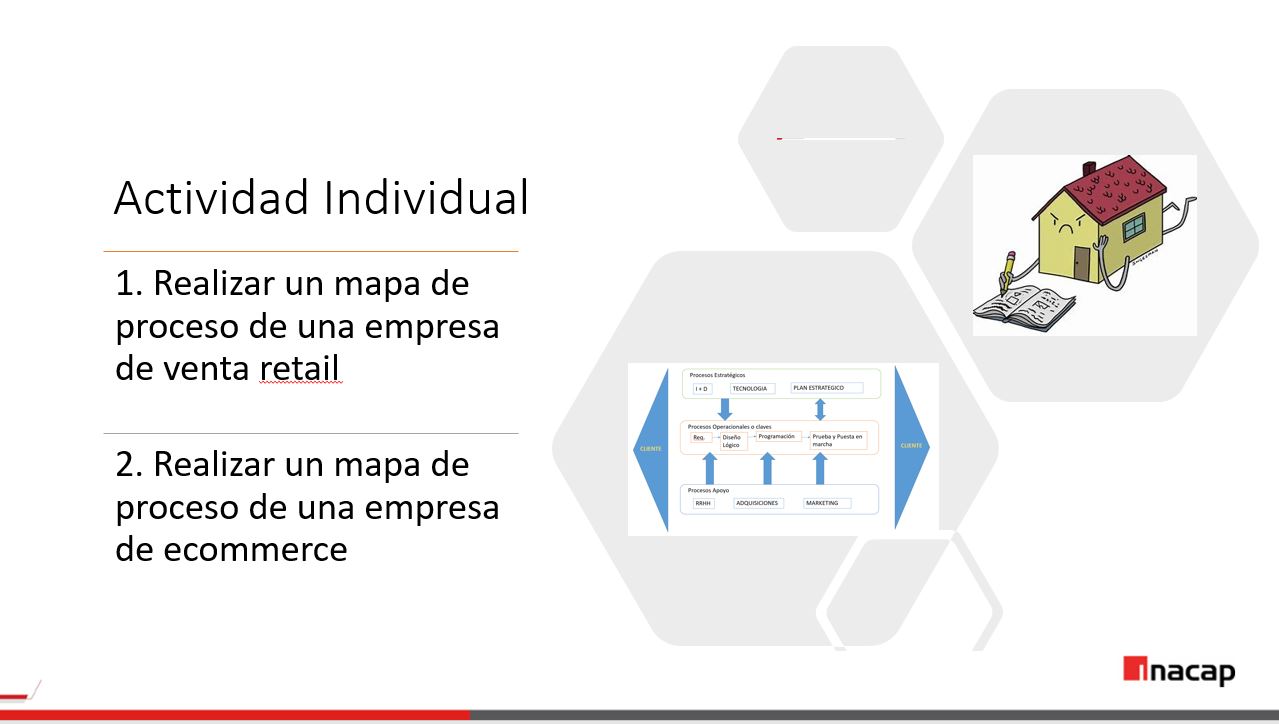 Actividad Individual
1. Realizar un mapa de
proceso de una empresa
de venta retail
2. Realizar un mapa de
proceso de una empresa
de ecommerce
Procesos Estratégicos
I + D
TECNOLOGIA
PLAN ESTRATEGICO
Procesos Operacionales o claves
Req.
Diseño
Lógico
Programación
Prueba y Puesta en
marcha
Procesos Apoyo
RRHH
ADQUISICIONES
MARKETING
CLIENTE
CLIENTE
inacap